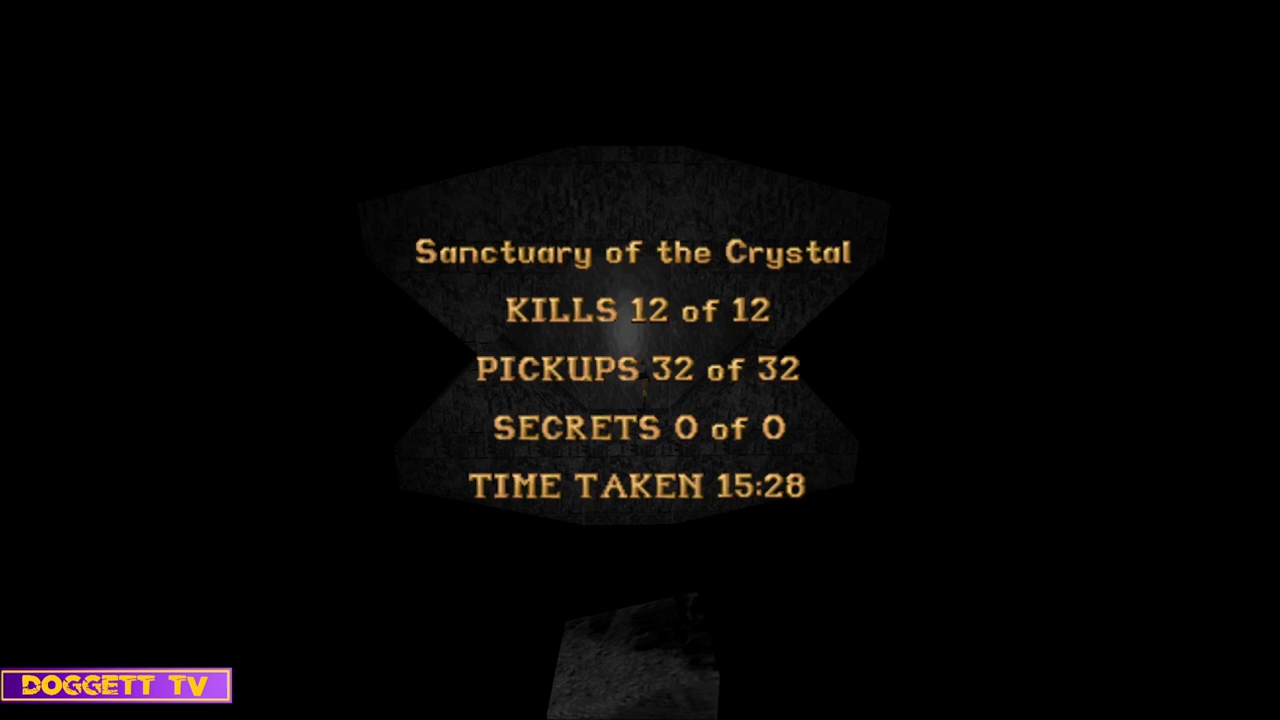 Sanctuary of the Crystal
KILLS 12 of 12
PICKUPS 32 of 32
SECRETS 0 of 0
TIME TAKEN 15:28
DOGGETT TV